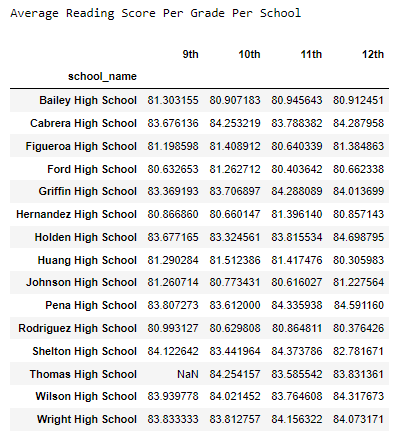 Average Reading Score Per Grade Per School
9th 10th 11th 12th
school_name
Bailey High School 81.303155 80.907183 80.945643 80.912451
Cabrera High School 83.676136 84.253219 83.788382 84.287958
Figueroa High School 81.198598 81.408912 80.640339 81.384863
Ford High School 80.632653 81.262712 80.403642 80.662338
Griffin High School 83.369193 83.706897 84.288089 84.013699
Hernandez High School 80.866860 80.660147 81.396140 80.857143
Holden High School 83.677165 83.324561 83.815534 84.698795
Huang High School 81.290284 81.512386 81.417476 80.305983
Johnson High School 81.260714 80.773431 80.616027 81.227564
Pena High School 83.807273 83.612000 84.335938 84.591160
Rodriguez High School 80.993127 80.629808 80.864811 80.376426
Shelton High School 84.122642 83.441964 84.373786 82.781671
Thomas High School NaN 84.254157 83.585542 83.831361
Wilson High School 83.939778 84.021452 83.764608 84.317673
Wright High School 83.833333 83.812757 84.156322 84.073171